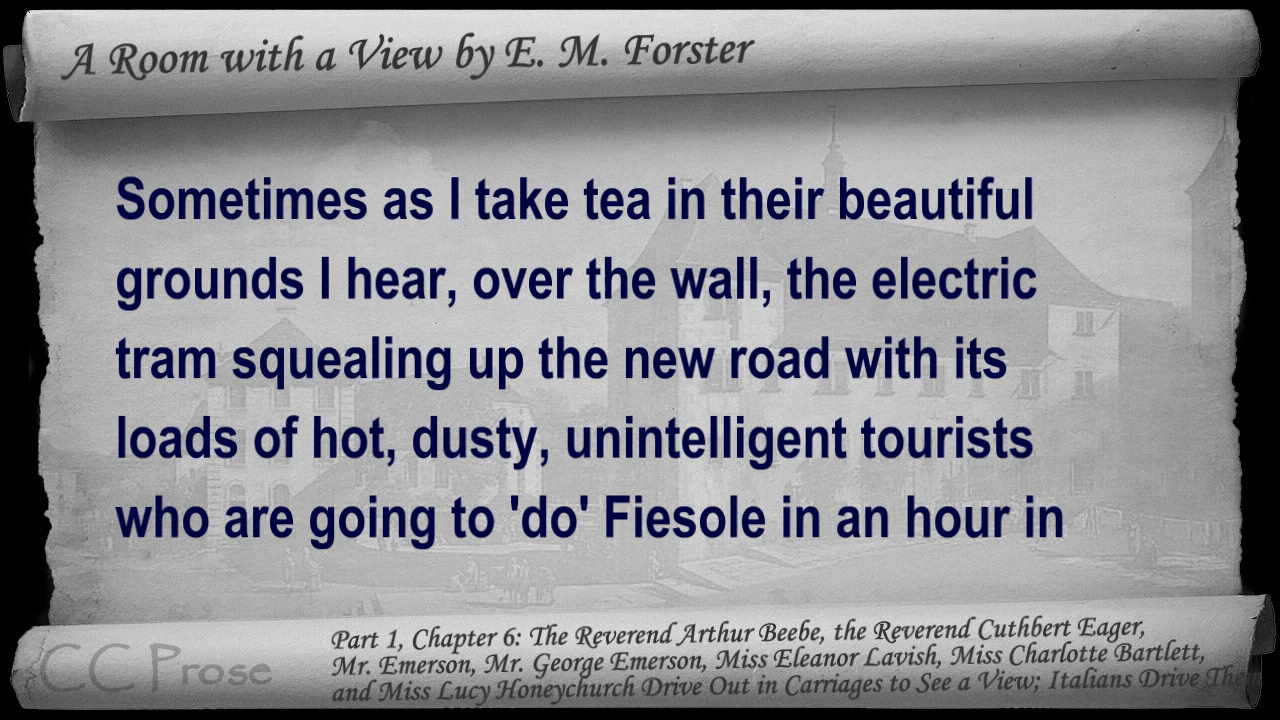 A Room with a View by E. M. Forster
Sometimes as I take tea in their beautiful
grounds I hear, over the wall, the electric
tram squealing up the new road with its
loads of hot, dusty, unintelligent tourists
who are going to 'do' Fiesole in an hour in
CC Prose
Part 1, Chapter 6: The Reverend Arthur Beebe, the Reverend Cuthbert Eager,
Mr. Emerson, Mr. George Emerson, Miss Eleanor Lavish, Miss Charlotte Bartlett,
and Miss Lucy Honeychurch Drive Out in Carriages to See a View; Italians Drive